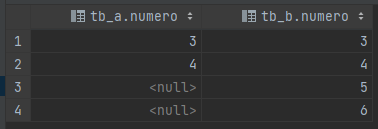 tb_a.numero tb_b.numero
1 3 3
2 4 4
3 <null> 5
4 <null> 6